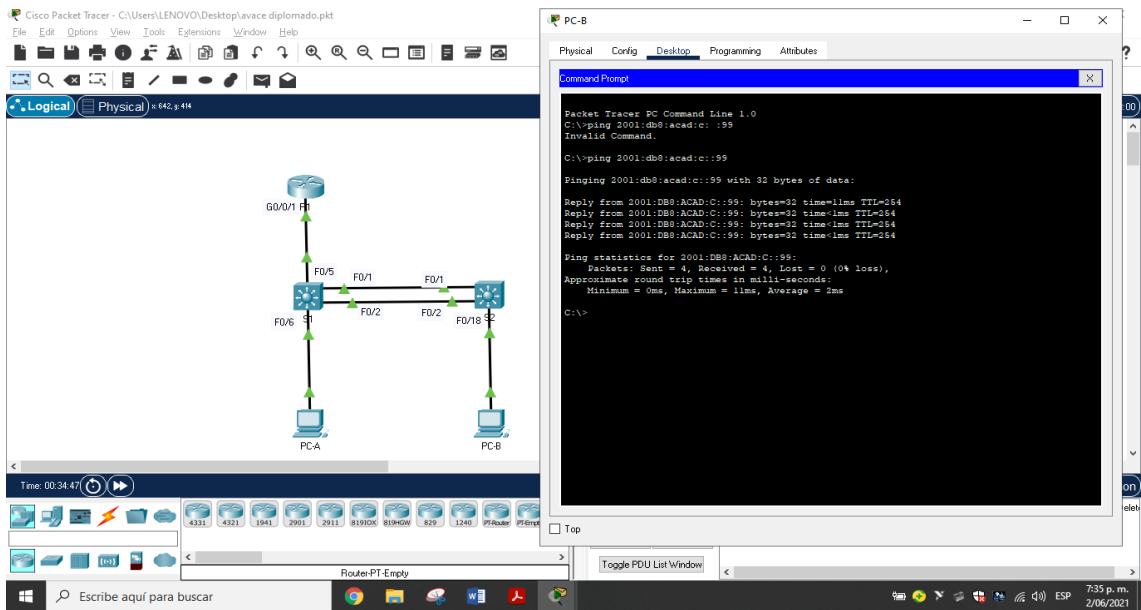 Cisco Packet Tracer - C:\Users\LENOVO\Desktop\avace diplomado.pkt
File Edit Options View Tools Extensions Window Help
Logical Physical x: 642, y: 414
G0/0/1 R1
F0/5
F0/1
F0/1
F0/6 S1
F0/2
F0/2
F0/18 S2
PC-A
PC-B
Time: 00:34:47
4331 4321 1941 2901 2911 819IOX 819HGW 829 1240 PT-Router PT-Empt
Router-PT-Empty
PC-B
Physical Config Desktop Programming Attributes
Command Prompt X
Packet Tracer PC Command Line 1.0
C:\>ping 2001:db8:acad:c: :99
Invalid Command.
C:\>ping 2001:db8:acad:c::99
Pinging 2001:db8:acad:c::99 with 32 bytes of data:
Reply from 2001:DB8:ACAD:C::99: bytes=32 time=11ms TTL=254
Reply from 2001:DB8:ACAD:C::99: bytes=32 time<1ms TTL=254
Reply from 2001:DB8:ACAD:C::99: bytes=32 time<1ms TTL=254
Reply from 2001:DB8:ACAD:C::99: bytes=32 time<1ms TTL=254
Ping statistics for 2001:DB8:ACAD:C::99:
Packets: Sent = 4, Received = 4, Lost = 0 (0% loss),
Approximate round trip times in milli-seconds:
Minimum = 0ms, Maximum = 11ms, Average = 2ms
C:\>
Top
?
:00
on
elet
Toggle PDU List Window
Escribe aquí para buscar
ESP
7:35 p. m.
2/06/2021